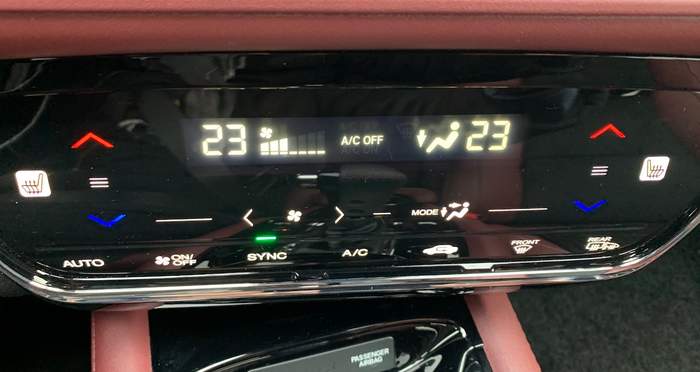 23 A/C OFF 23
MODE
AUTO ON/OFF SYNC A/C FRONT REAR
PASSENGER
AIRBAG